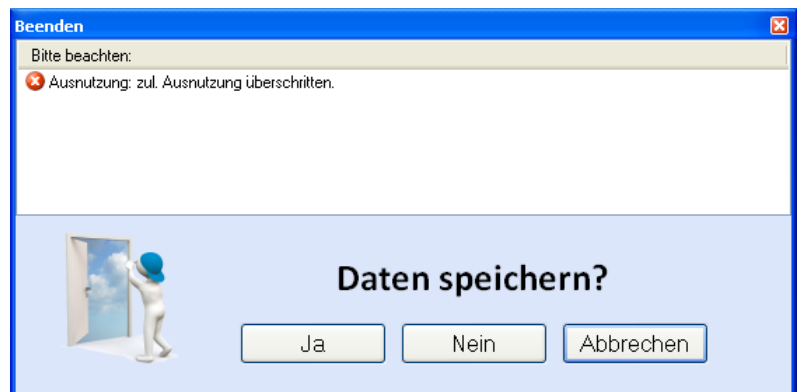 Beenden
Bitte beachten:
Ausnutzung: zul. Ausnutzung überschritten.
Daten speichern?
Ja Nein Abbrechen